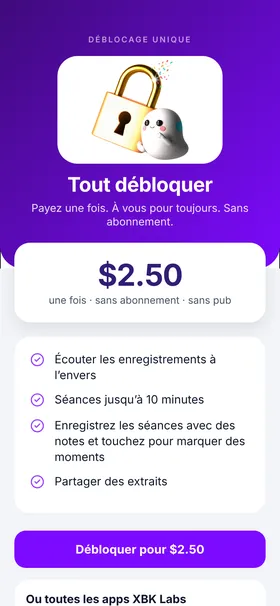 DÉBLOCAGE UNIQUE
Tout débloquer
Payez une fois. À vous pour toujours. Sans
abonnement.
$2.50
une fois · sans abonnement · sans pub
Écouter les enregistrements à
l'envers
Séances jusqu'à 10 minutes
Enregistrez les séances avec des
notes et touchez pour marquer des
moments
Partager des extraits
Débloquer pour $2.50
Ou toutes les apps XBK Labs